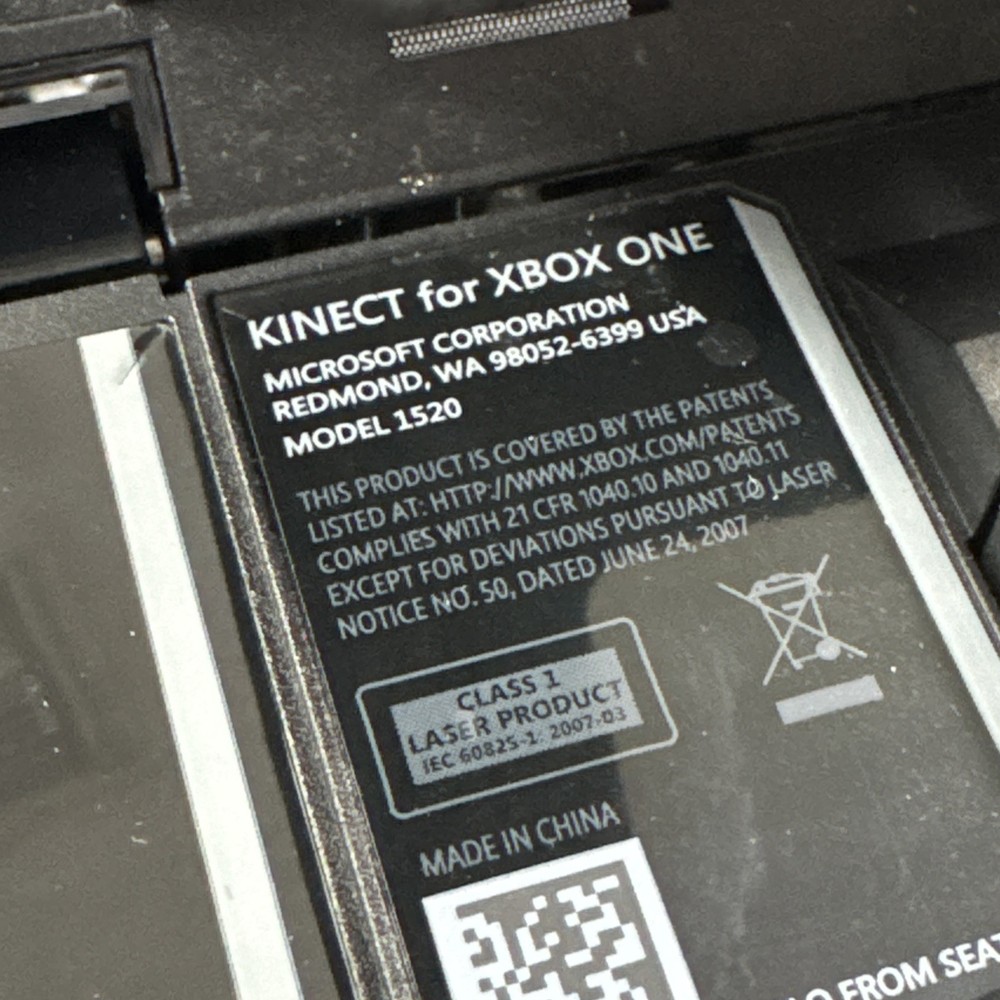 KINECT for XBOX ONE
MICROSOFT CORPORATION
REDMOND, WA 98052-6399 USA
MODEL 1520
THIS PRODUCT IS COVERED BY THE PATENTS
LISTED AT: HTTP://WWW.XBOX.COM/PATENTS
COMPLIES WITH 21 CFR 1040.10 AND 1040.11
EXCEPT FOR DEVIATIONS PURSUANT TO LASER
NOTICE NO. 50, DATED JUNE 24, 2007
CLASS 1
LASER PRODUCT
IEC 60825-1: 2007-03
MADE IN CHINA
FROM